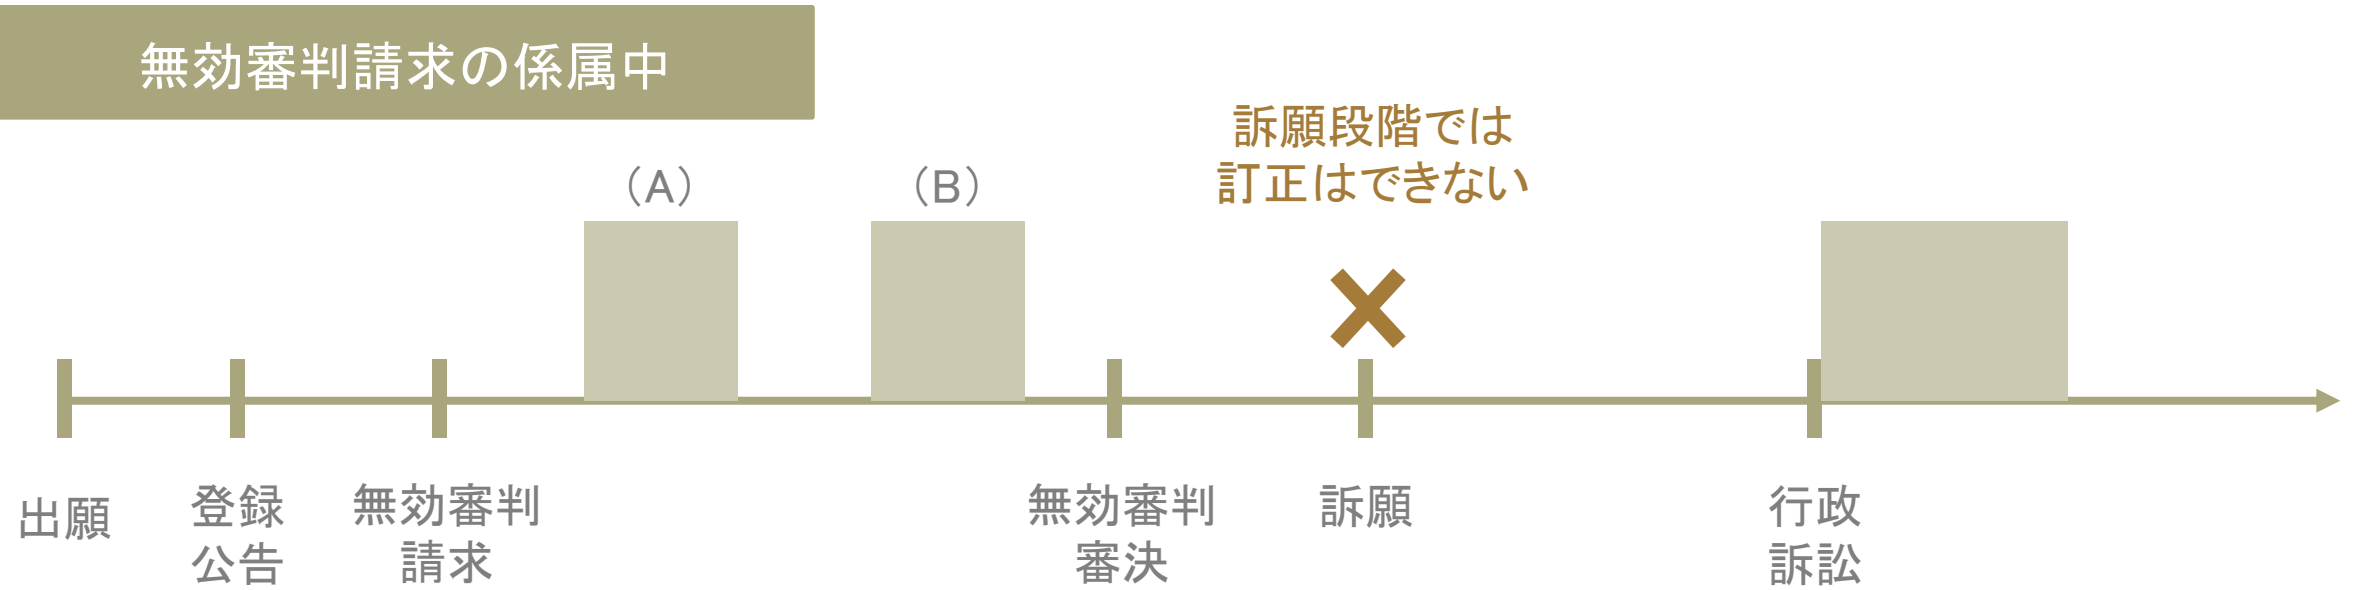 無効審判請求の係属中
訴願段階では
訂正はできない
（A）
（B）
出願
登録
公告
無効審判
請求
無効審判
審決
訴願
行政
訴訟